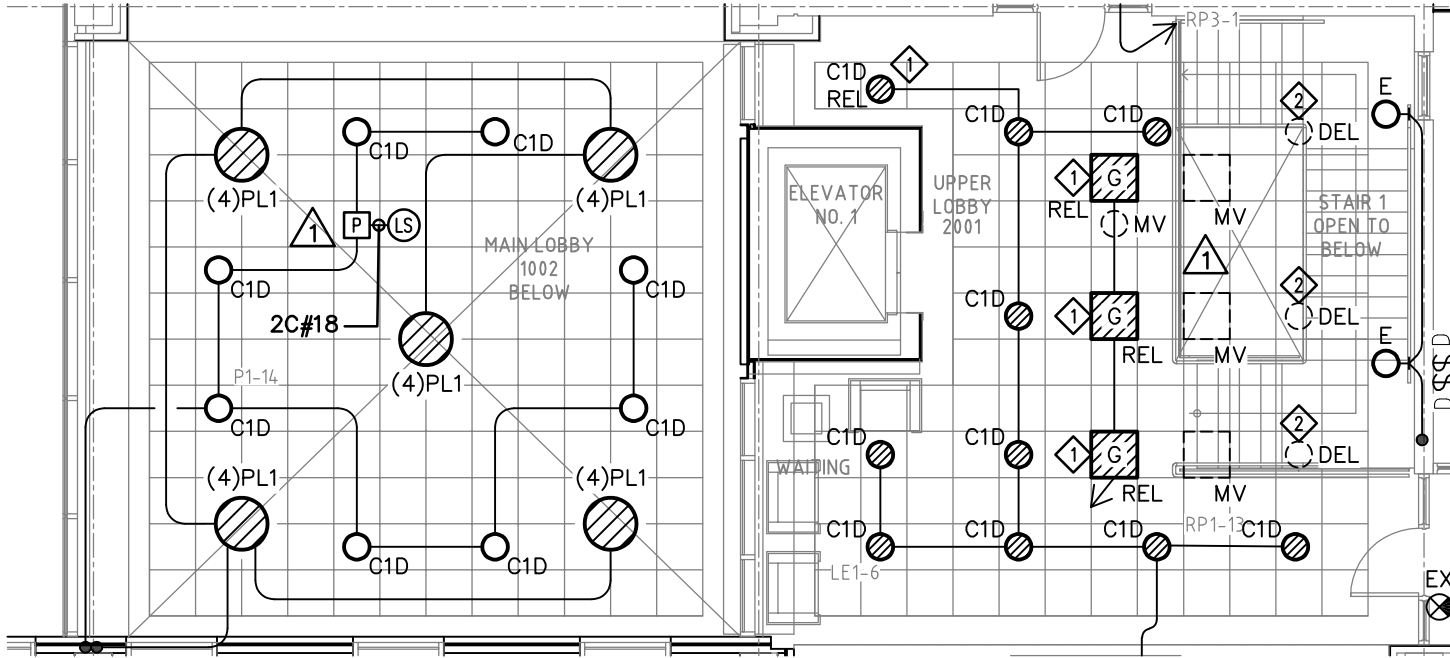 RP3-1
C1D
REL
1
C1D
C1D
2
DEL
E
C1D
C1D
(4)PL1
(4)PL1
1
G
REL
MV
MV
ELEVATOR
NO. 1
UPPER
LOBBY
2001
STAIR 1
OPEN TO
BELOW
1
P
LS
MAIN LOBBY
1002
BELOW
1
C1D
C1D
2C#18
C1D
1
G
REL
MV
2
DEL
E
P1-14
(4)PL1
D$$D
C1D
C1D
C1D
C1D
1
G
REL
MV
2
DEL
WAITING
(4)PL1
(4)PL1
C1D
C1D
C1D
C1D
C1D
C1D
RP1-13
LE1-6
EX